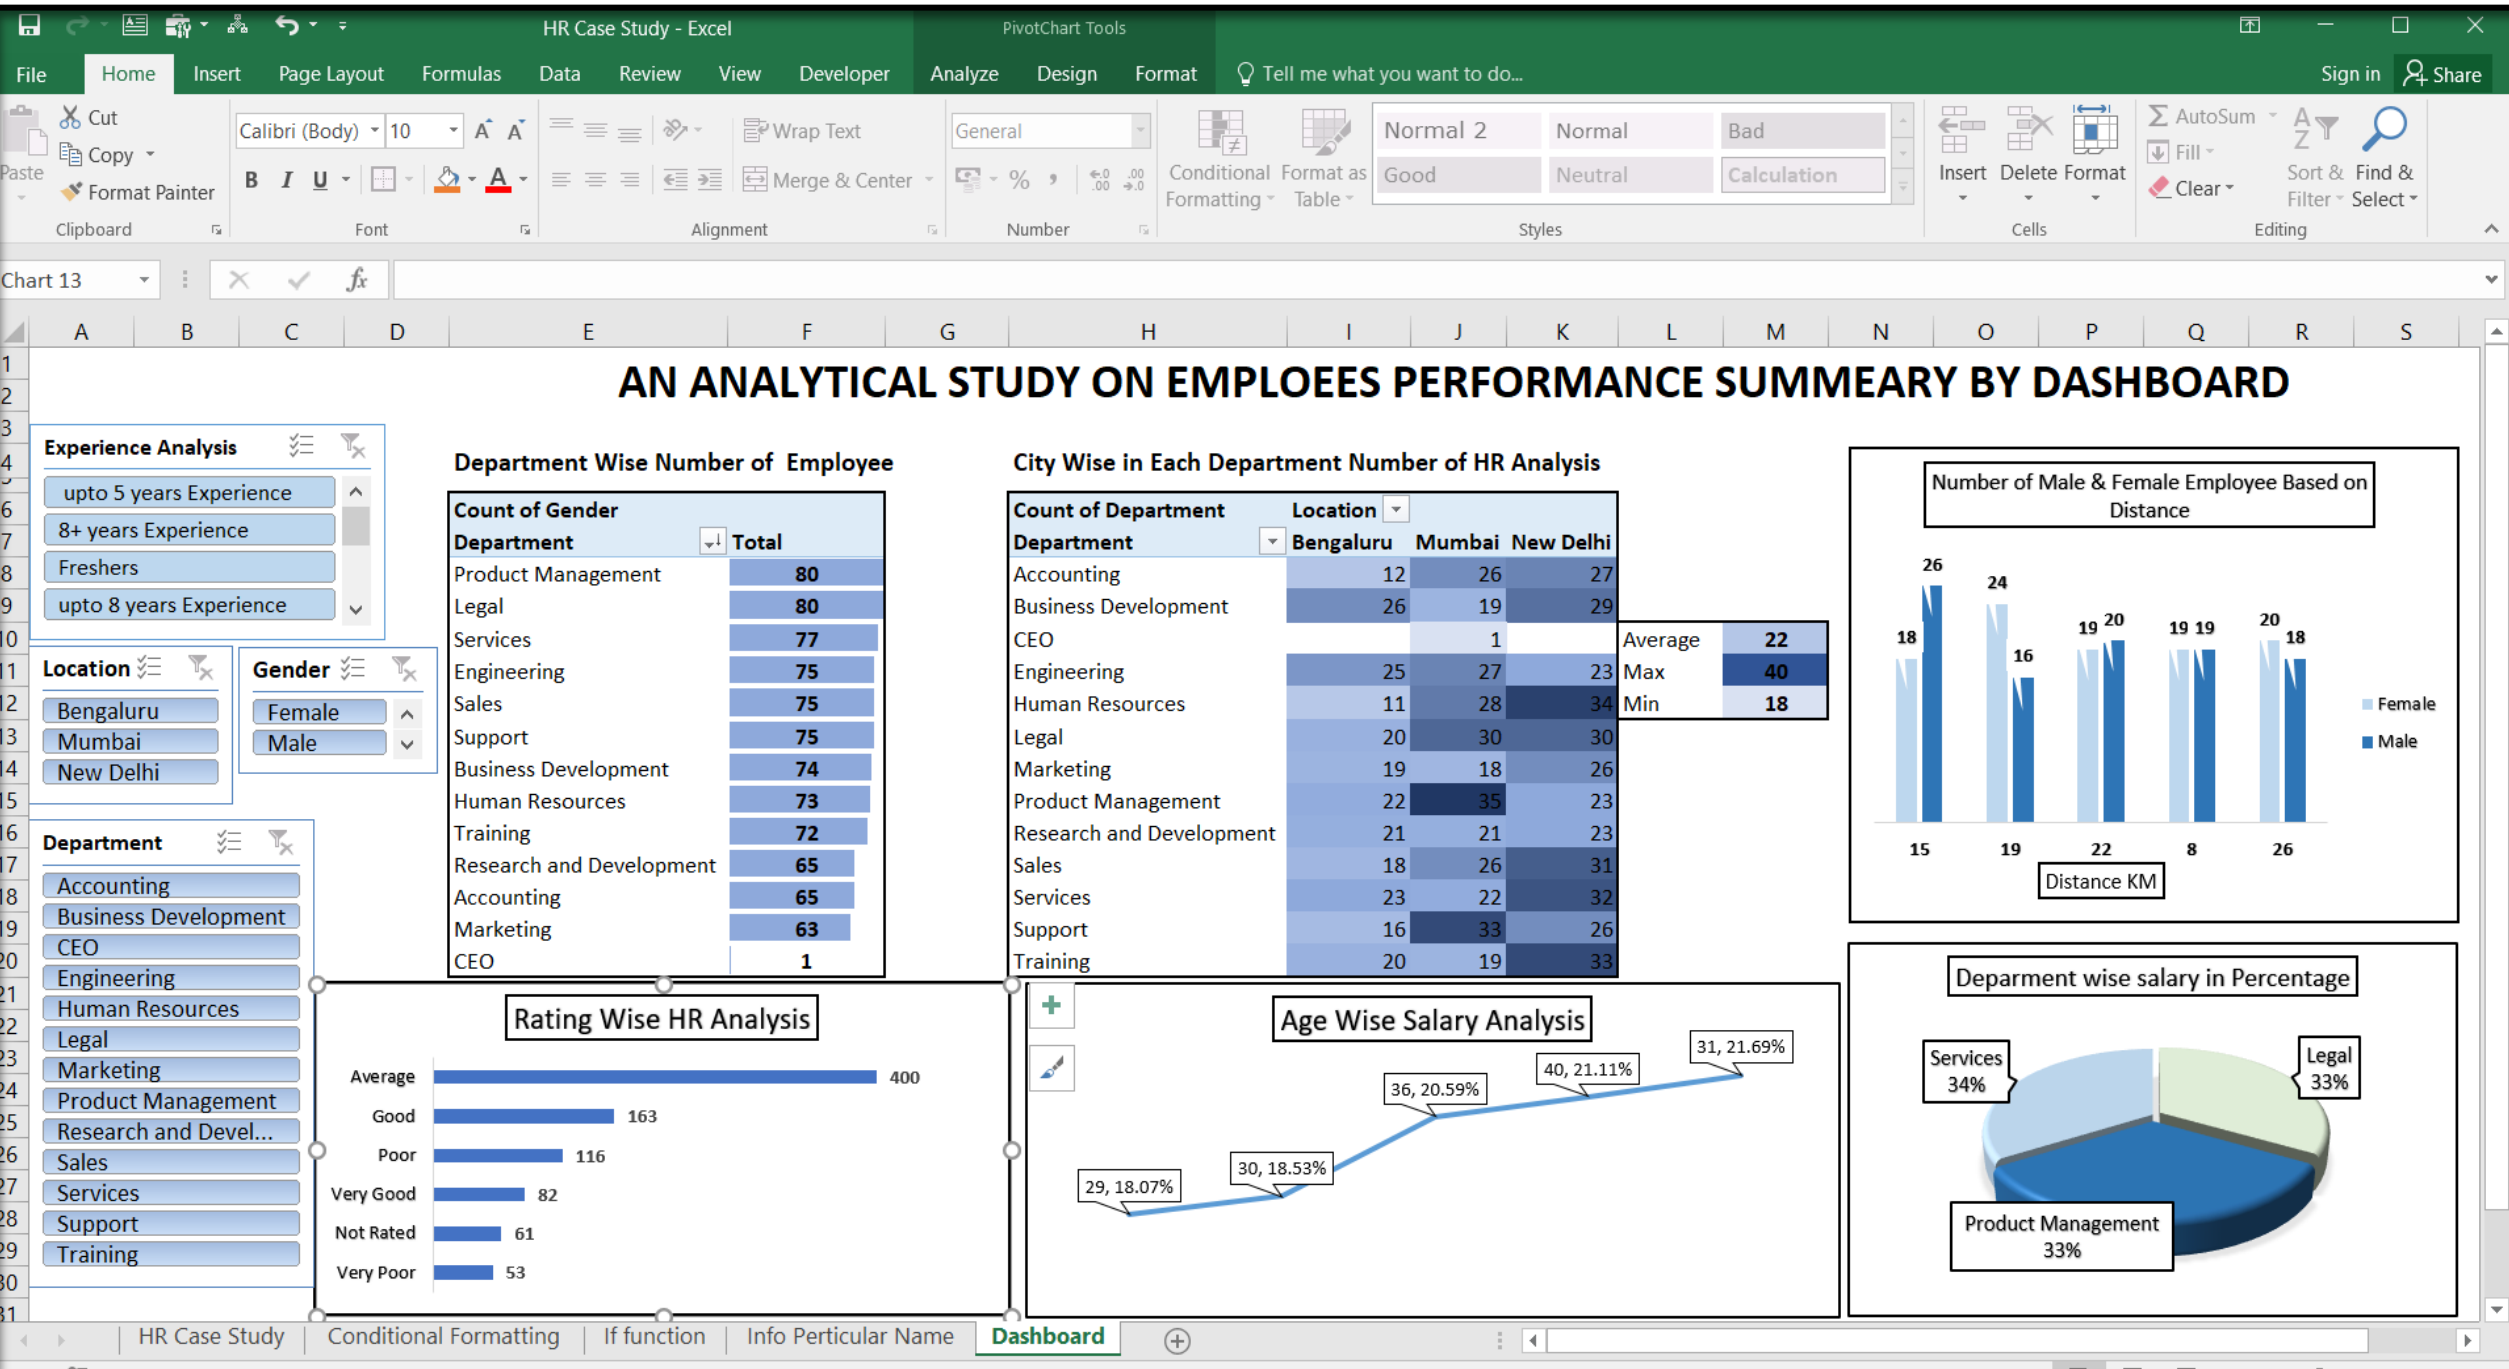 HR Case Study - Excel
PivotChart Tools
File Home Insert Page Layout Formulas Data Review View Developer Analyze Design Format Tell me what you want to do... Sign in Share
Cut
Copy
Format Painter
Paste
Calibri (Body) 10
B I U
Wrap Text
Merge & Center
General
Conditional Formatting
Format as Table
Normal 2 Normal Bad
Good Neutral Calculation
Insert Delete Format
AutoSum
Fill
Clear
Sort & Filter
Find & Select
Clipboard Font Alignment Number Styles Cells Editing
Chart 13 fx
A B C D E F G H I J K L M N O P Q R S
AN ANALYTICAL STUDY ON EMPLOEES PERFORMANCE SUMMEARY BY DASHBOARD
Experience Analysis
upto 5 years Experience
8+ years Experience
Freshers
upto 8 years Experience
Location
Bengaluru
Mumbai
New Delhi
Gender
Female
Male
Department
Accounting
Business Development
CEO
Engineering
Human Resources
Legal
Marketing
Product Management
Research and Devel...
Sales
Services
Support
Training
Department Wise Number of Employee
Count of Gender
Department Total
Product Management 80
Legal 80
Services 77
Engineering 75
Sales 75
Support 75
Business Development 74
Human Resources 73
Training 72
Research and Development 65
Accounting 65
Marketing 63
CEO 1
City Wise in Each Department Number of HR Analysis
Count of Department Location
Department Bengaluru Mumbai New Delhi
Accounting 12 26 27
Business Development 26 19 29
CEO 1
Engineering 25 27 23
Human Resources 11 28 34
Legal 20 30 30
Marketing 19 18 26
Product Management 22 35 23
Research and Development 21 21 23
Sales 18 26 31
Services 23 22 32
Support 16 33 26
Training 20 19 33
Average 22
Max 40
Min 18
Number of Male & Female Employee Based on
Distance
18 26 24 16 19 20 19 19 20 18
Female
Male
15 19 22 8 26
Distance KM
Rating Wise HR Analysis
Average 400
Good 163
Poor 116
Very Good 82
Not Rated 61
Very Poor 53
Age Wise Salary Analysis
29, 18.07%
30, 18.53%
36, 20.59%
40, 21.11%
31, 21.69%
Deparment wise salary in Percentage
Services
34%
Legal
33%
Product Management
33%
HR Case Study Conditional Formatting If function Info Perticular Name Dashboard